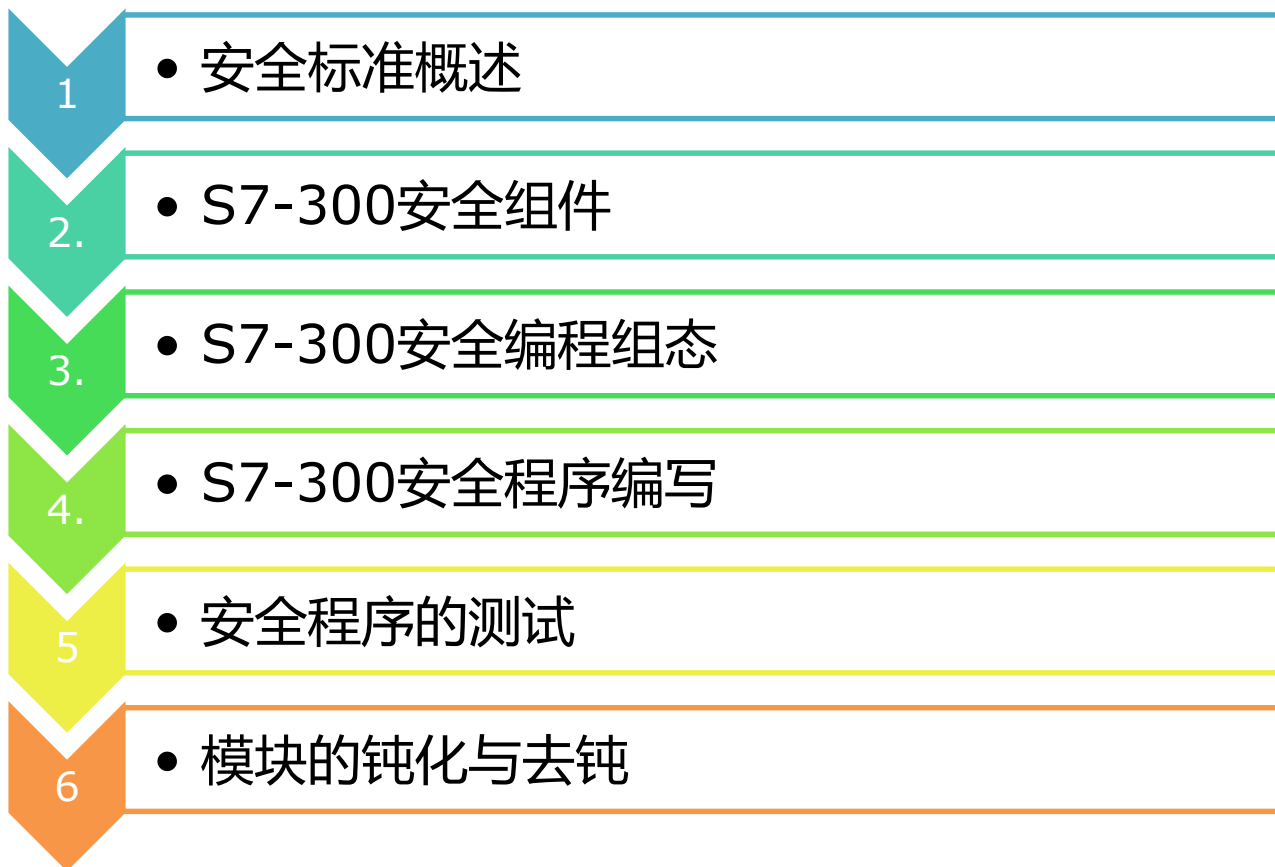 1 • 安全标准概述
2. • S7-300安全组件
3. • S7-300安全编程组态
4. • S7-300安全程序编写
5 • 安全程序的测试
6 • 模块的钝化与去钝